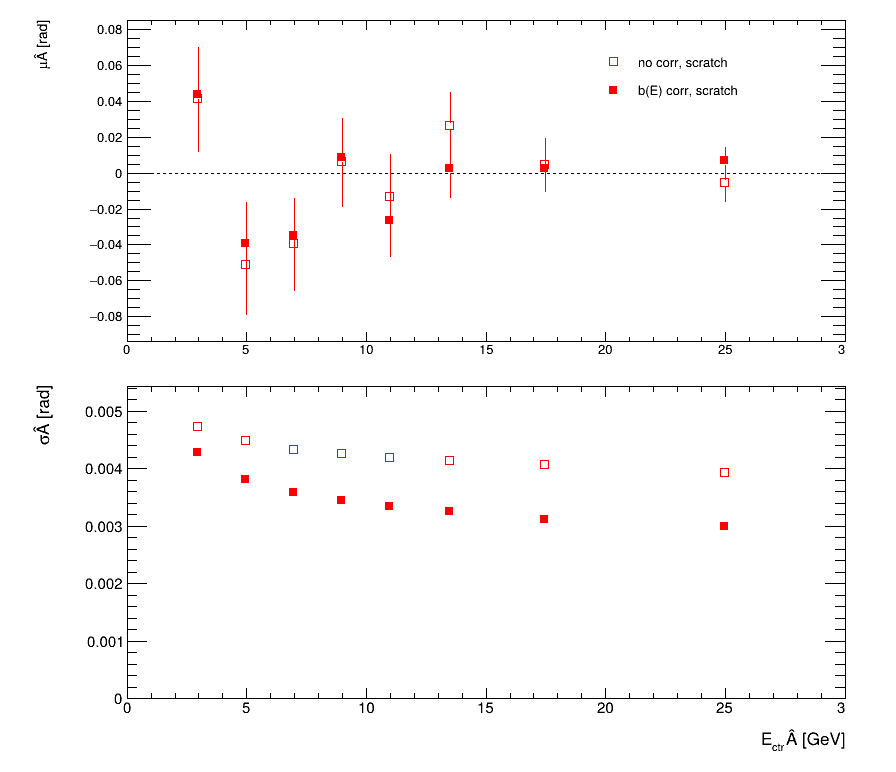 μÂ [rad]
0.08
0.06
0.04
0.02
0
−0.02
−0.04
−0.06
−0.08
no corr, scratch
b(E) corr, scratch
0 5 10 15 20 25 3
σÂ [rad]
0.005
0.004
0.003
0.002
0.001
0
0 5 10 15 20 25 3
E_ctr Â [GeV]